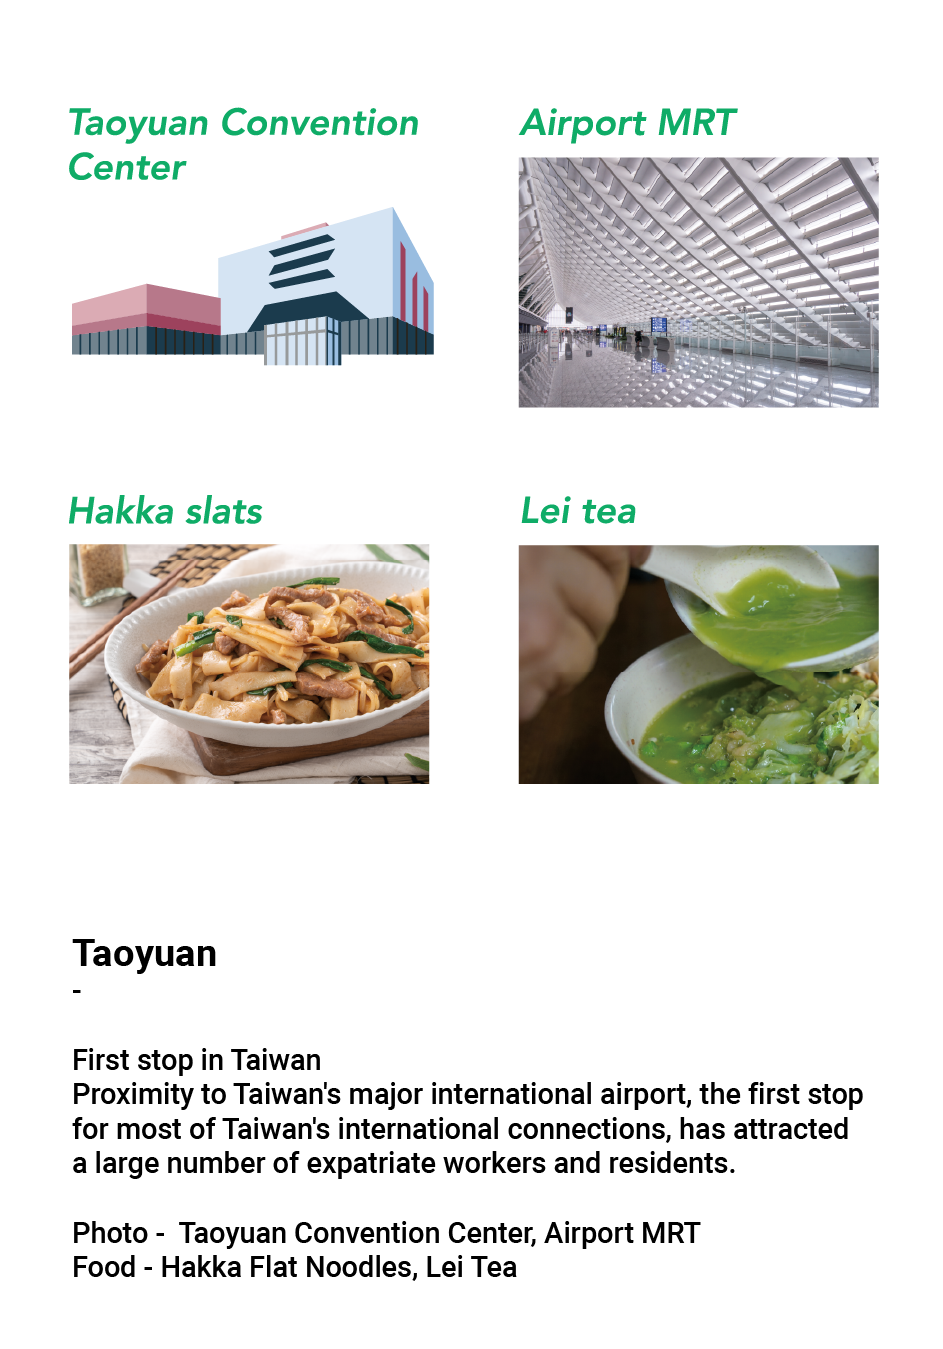 Taoyuan Convention
Center
Airport MRT
Hakka slats
Lei tea
Taoyuan
-
First stop in Taiwan
Proximity to Taiwan's major international airport, the first stop
for most of Taiwan's international connections, has attracted
a large number of expatriate workers and residents.
Photo -  Taoyuan Convention Center, Airport MRT
Food - Hakka Flat Noodles, Lei Tea